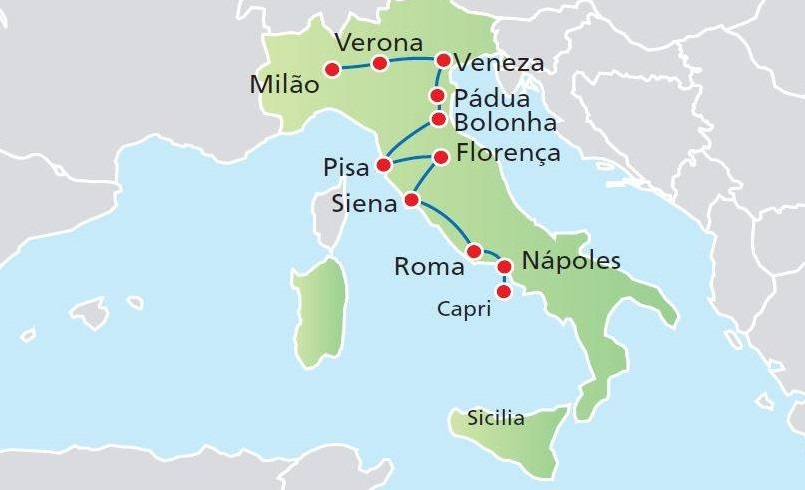 Verona
Veneza
Milão
Pádua
Bolonha
Florença
Pisa
Siena
Roma
Nápoles
Capri
Sicilia